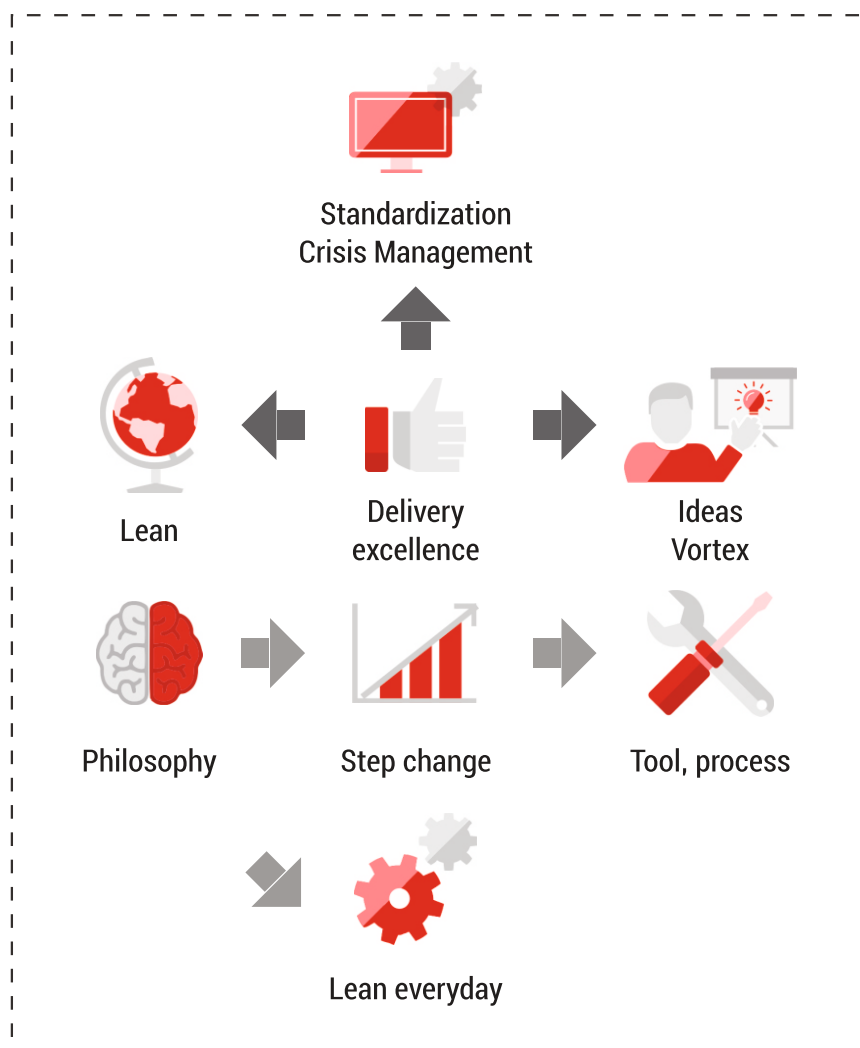 Standardization
Crisis Management
Lean
Delivery
excellence
Ideas
Vortex
Philosophy
Step change
Tool, process
Lean everyday